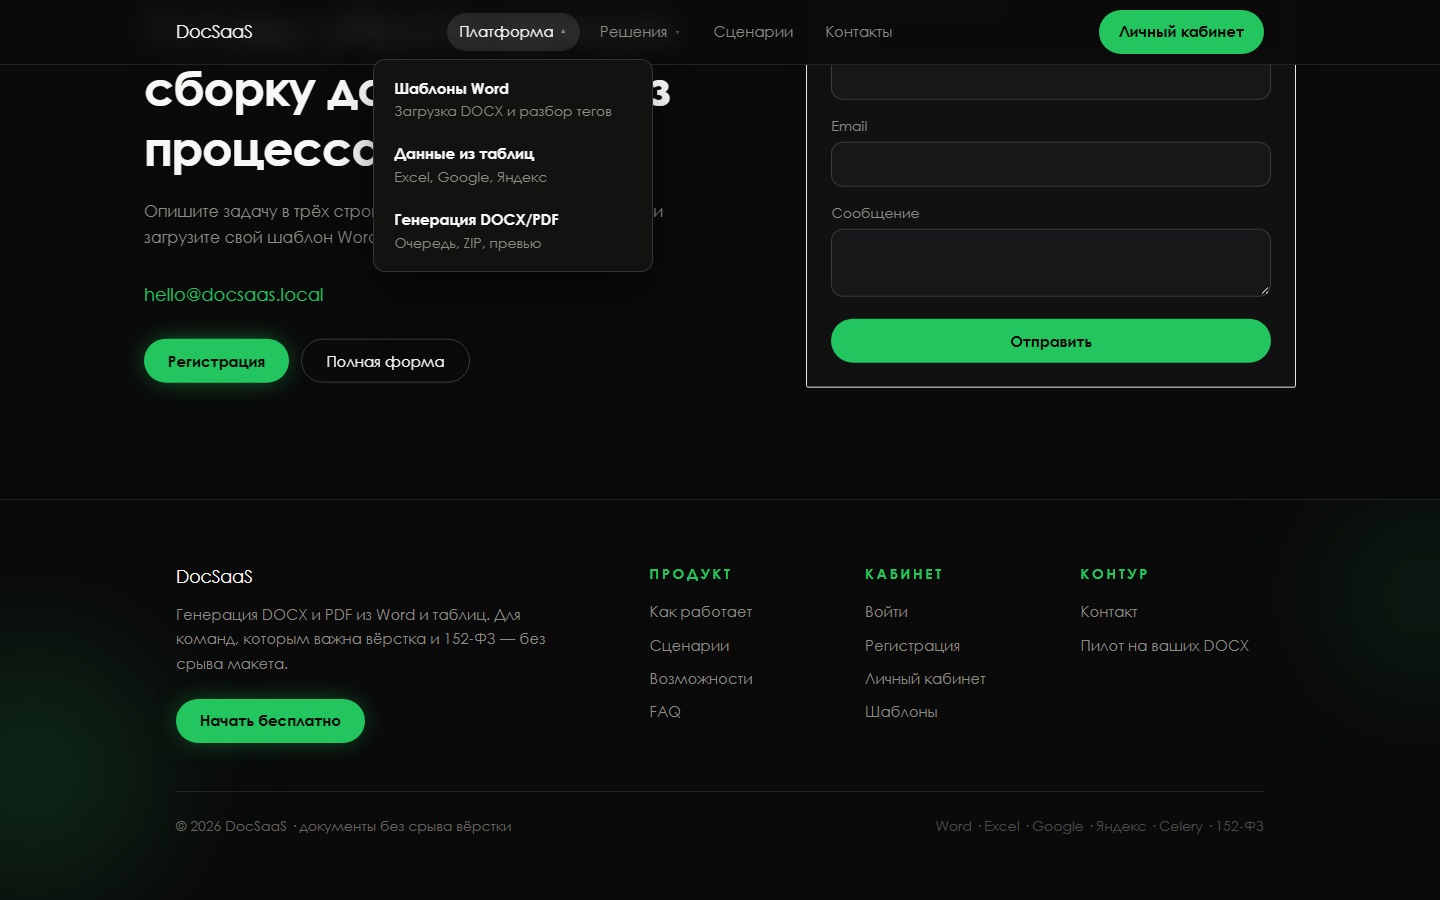 DocSaaS
Платформа
Решения
Сценарии
Контакты
Личный кабинет
Шаблоны Word
Загрузка DOCX и разбор тегов
Данные из таблиц
Excel, Google, Яндекс
Генерация DOCX/PDF
Очередь, ZIP, превью
сборку
Опишите задачу в трёх и
загрузите свой шаблон
hello@docsaas.local
Регистрация
Полная форма
Email
Сообщение
Отправить
DocSaaS
Генерация DOCX и PDF из Word и таблиц. Для
команд, которым важна вёрстка и 152-ФЗ — без
срыва макета.
Начать бесплатно
ПРОДУКТ
Как работает
Сценарии
Возможности
FAQ
КАБИНЕТ
Войти
Регистрация
Личный кабинет
Шаблоны
КОНТУР
Контакт
Пилот на ваших DOCX
© 2026 DocSaaS · документы без срыва вёрстки
Word · Excel · Google · Яндекс · Celery · 152-ФЗ